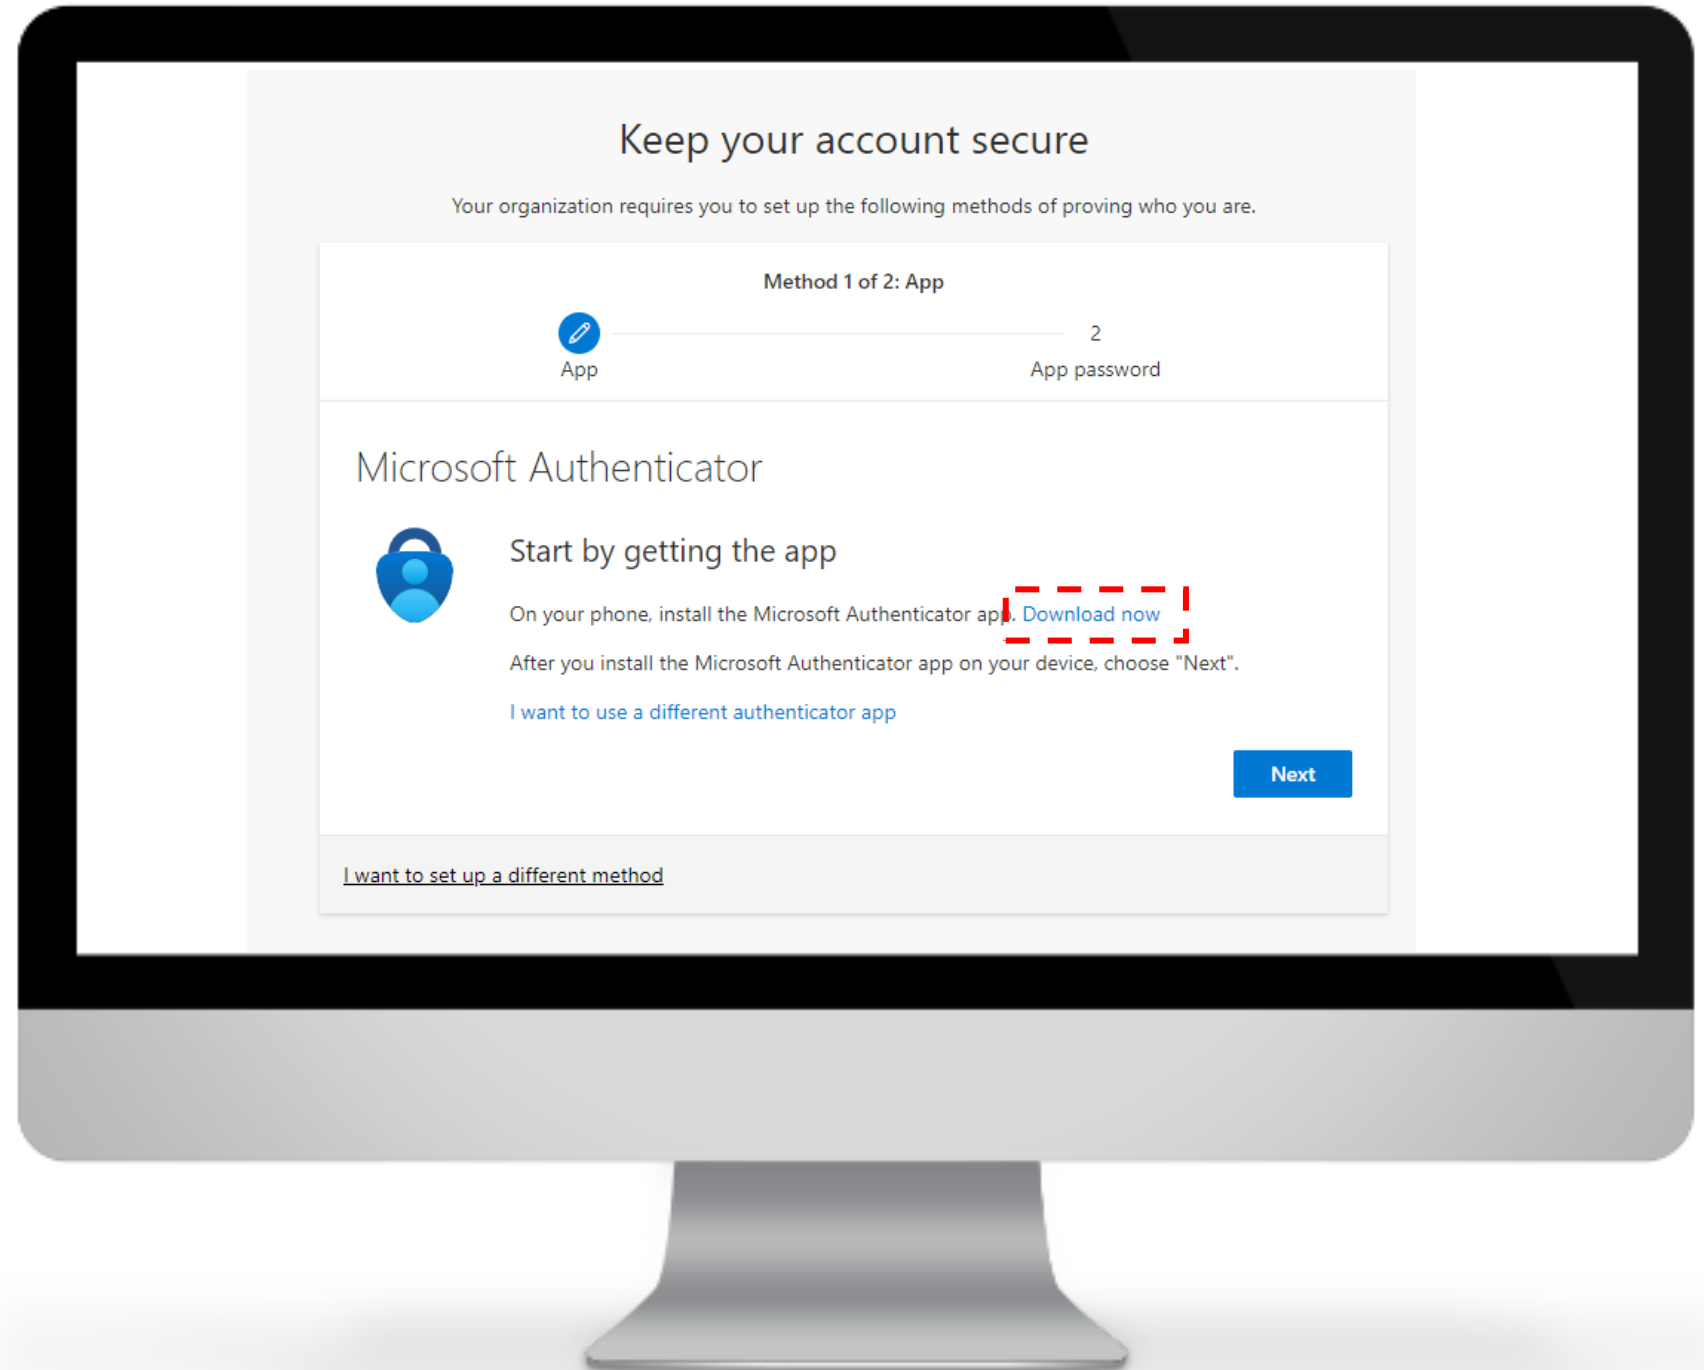 Keep your account secure
Your organization requires you to set up the following methods of proving who you are.
Method 1 of 2: App
2
App
App password
Microsoft Authenticator
Start by getting the app
On your phone, install the Microsoft Authenticator app. Download now
After you install the Microsoft Authenticator app on your device, choose "Next".
I want to use a different authenticator app
Next
I want to set up a different method